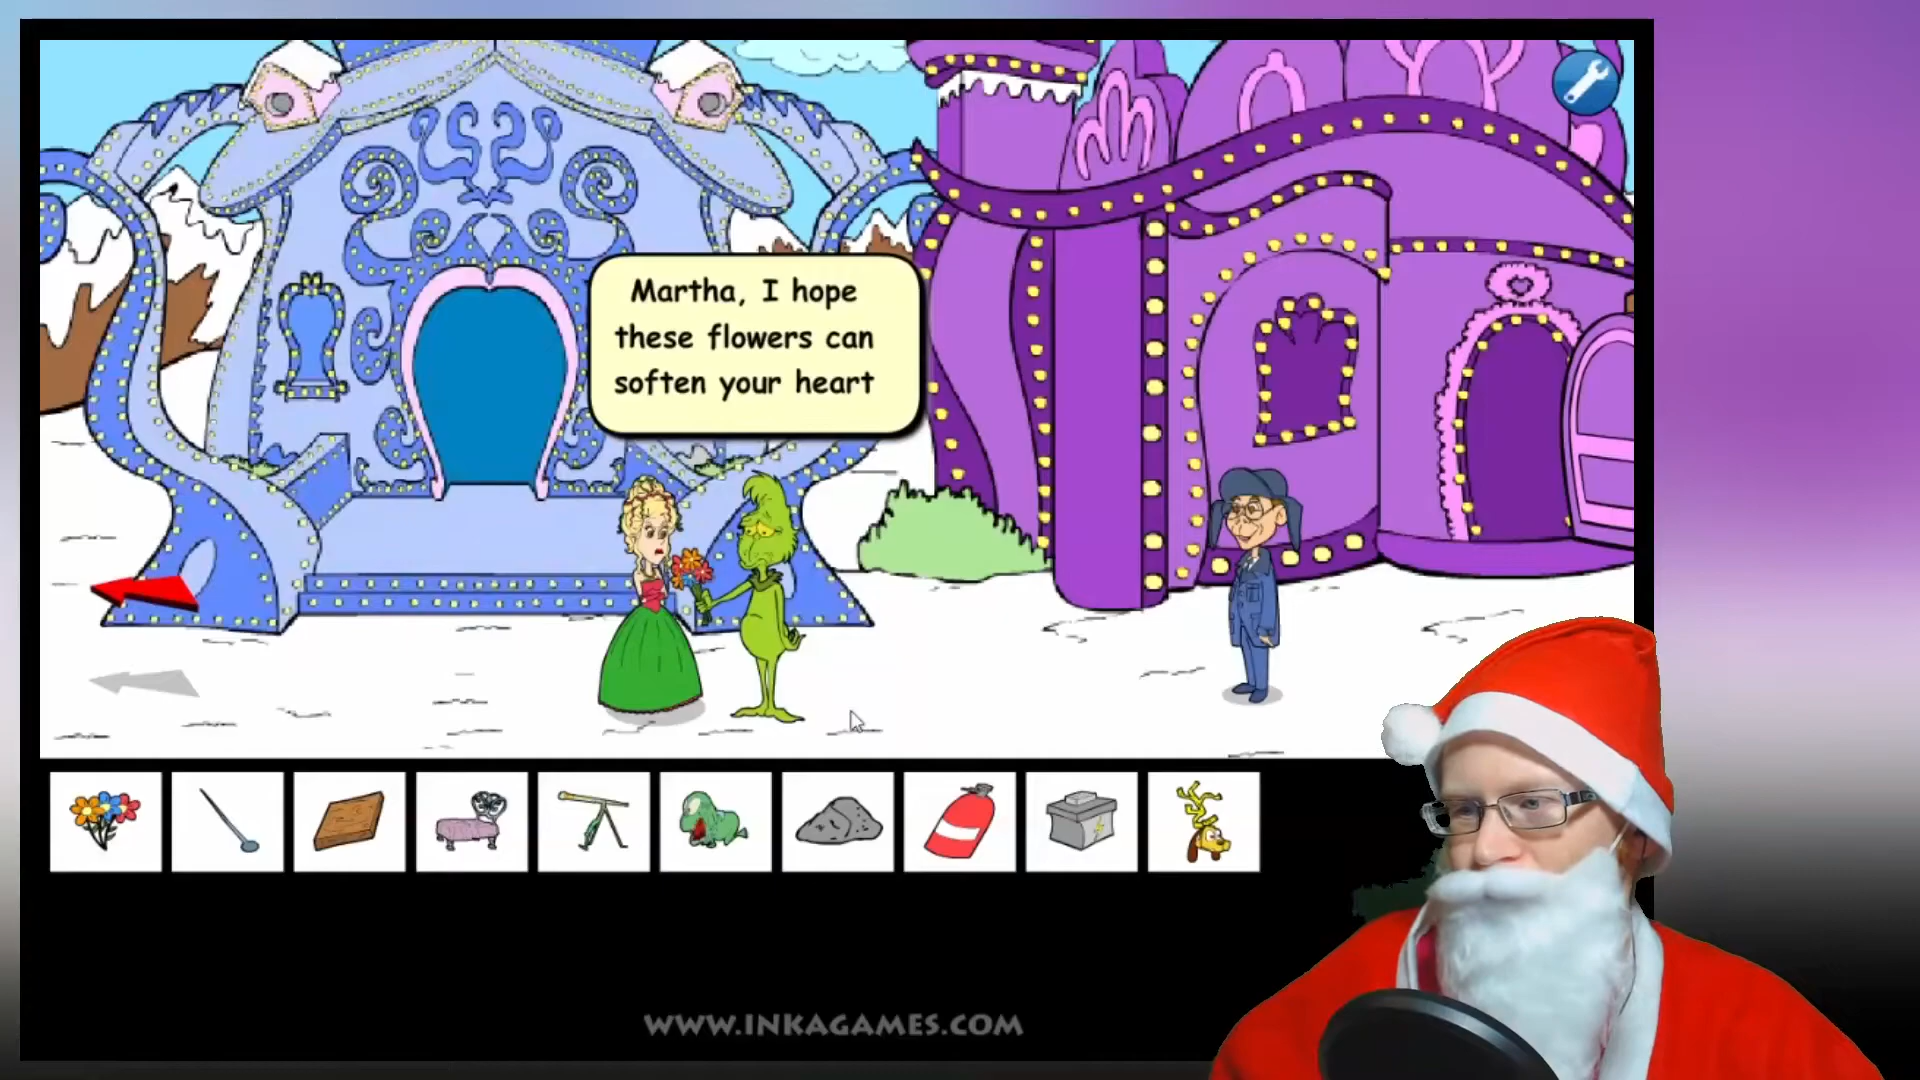 Martha, I hope
these flowers can
soften your heart
WWW.INKAGAMES.COM